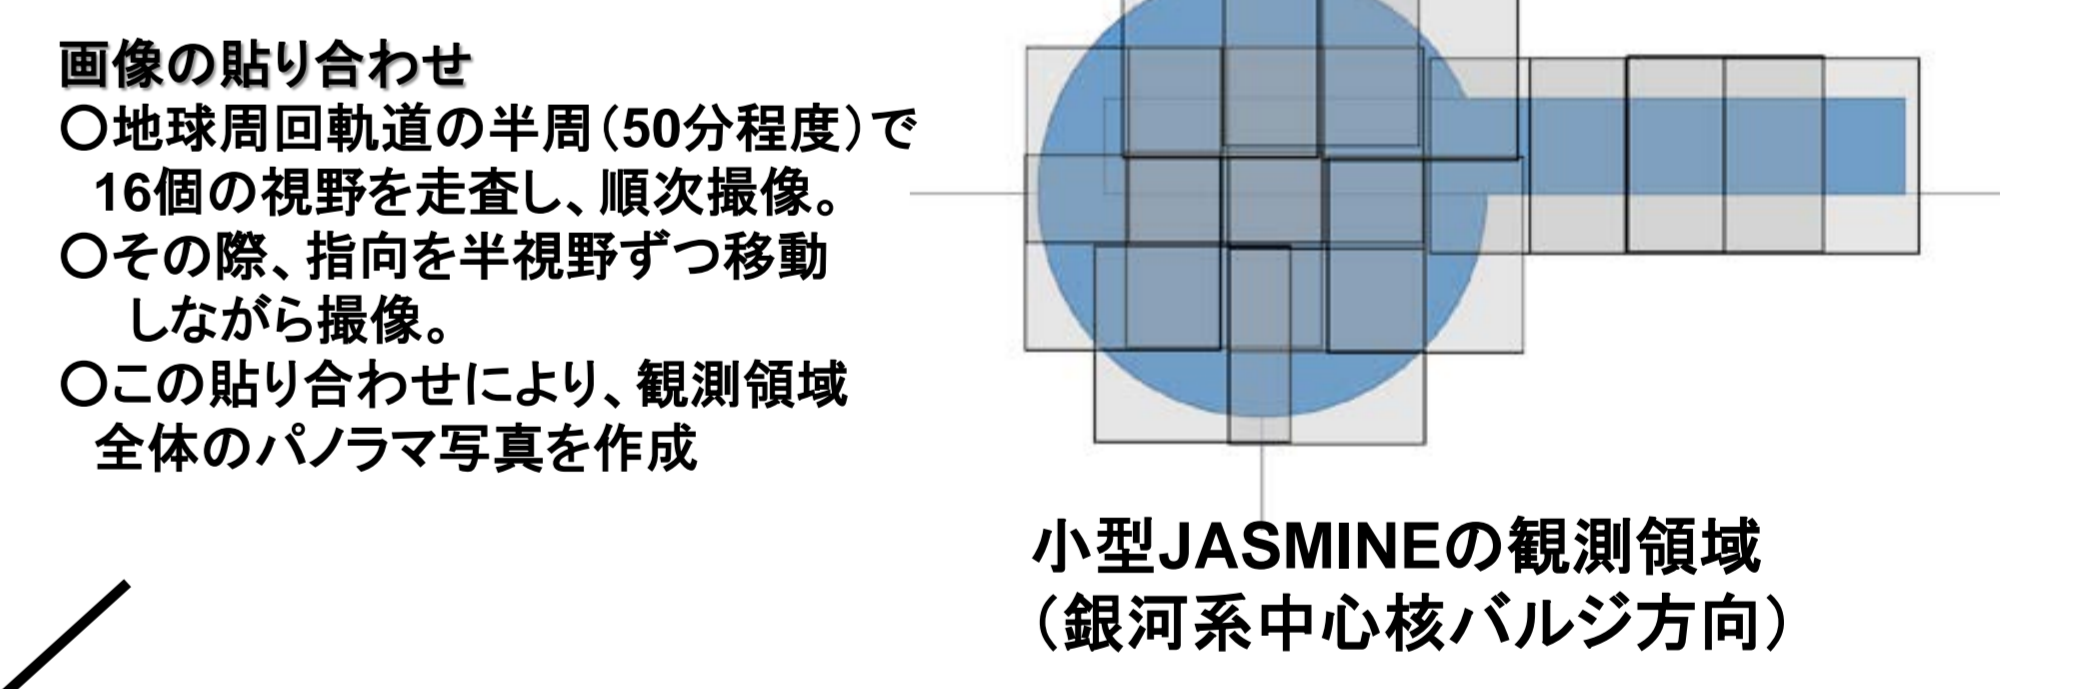 画像の貼り合わせ
〇地球周回軌道の半周（50分程度）で
16個の視野を走査し、順次撮像。
〇その際、指向を半視野ずつ移動
しながら撮像。
〇この貼り合わせにより、観測領域
全体のパノラマ写真を作成
小型JASMINEの観測領域
（銀河系中心核バルジ方向）